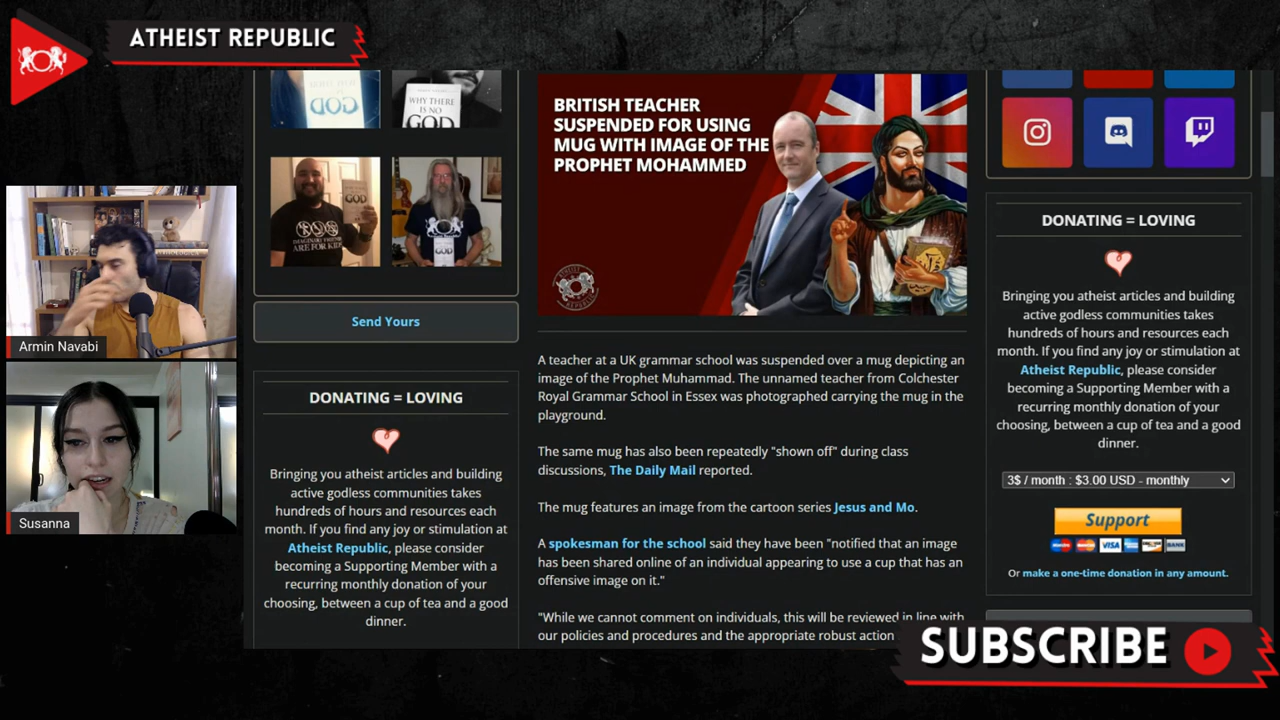 ATHEIST REPUBLIC
GOD
WHY THERE
IS NO
GOD
GOD
ARE FOR KIDS
GOD
Send Yours
DONATING = LOVING
Bringing you atheist articles and building
active godless communities takes
hundreds of hours and resources each
month. If you find any joy or stimulation at
Atheist Republic, please consider
becoming a Supporting Member with a
recurring monthly donation of your
choosing, between a cup of tea and a good
dinner.
BRITISH TEACHER
SUSPENDED FOR USING
MUG WITH IMAGE OF THE
PROPHET MOHAMMED
A teacher at a UK grammar school was suspended over a mug depicting an
image of the Prophet Muhammad. The unnamed teacher from Colchester
Royal Grammar School in Essex was photographed carrying the mug in the
playground.
The same mug has also been repeatedly "shown off" during class
discussions, The Daily Mail reported.
The mug features an image from the cartoon series Jesus and Mo.
A spokesman for the school said they have been "notified that an image
has been shared online of an individual appearing to use a cup that has an
offensive image on it."
"While we cannot comment on individuals, this will be reviewed in line with
our policies and procedures and the appropriate robust action
DONATING = LOVING
Bringing you atheist articles and building
active godless communities takes
hundreds of hours and resources each
month. If you find any joy or stimulation at
Atheist Republic, please consider
becoming a Supporting Member with a
recurring monthly donation of your
choosing, between a cup of tea and a good
dinner.
3$ / month : $3.00 USD - monthly
Support
VISA
BANK
Or make a one-time donation in any amount.
Armin Navabi
Susanna
SUBSCRIBE